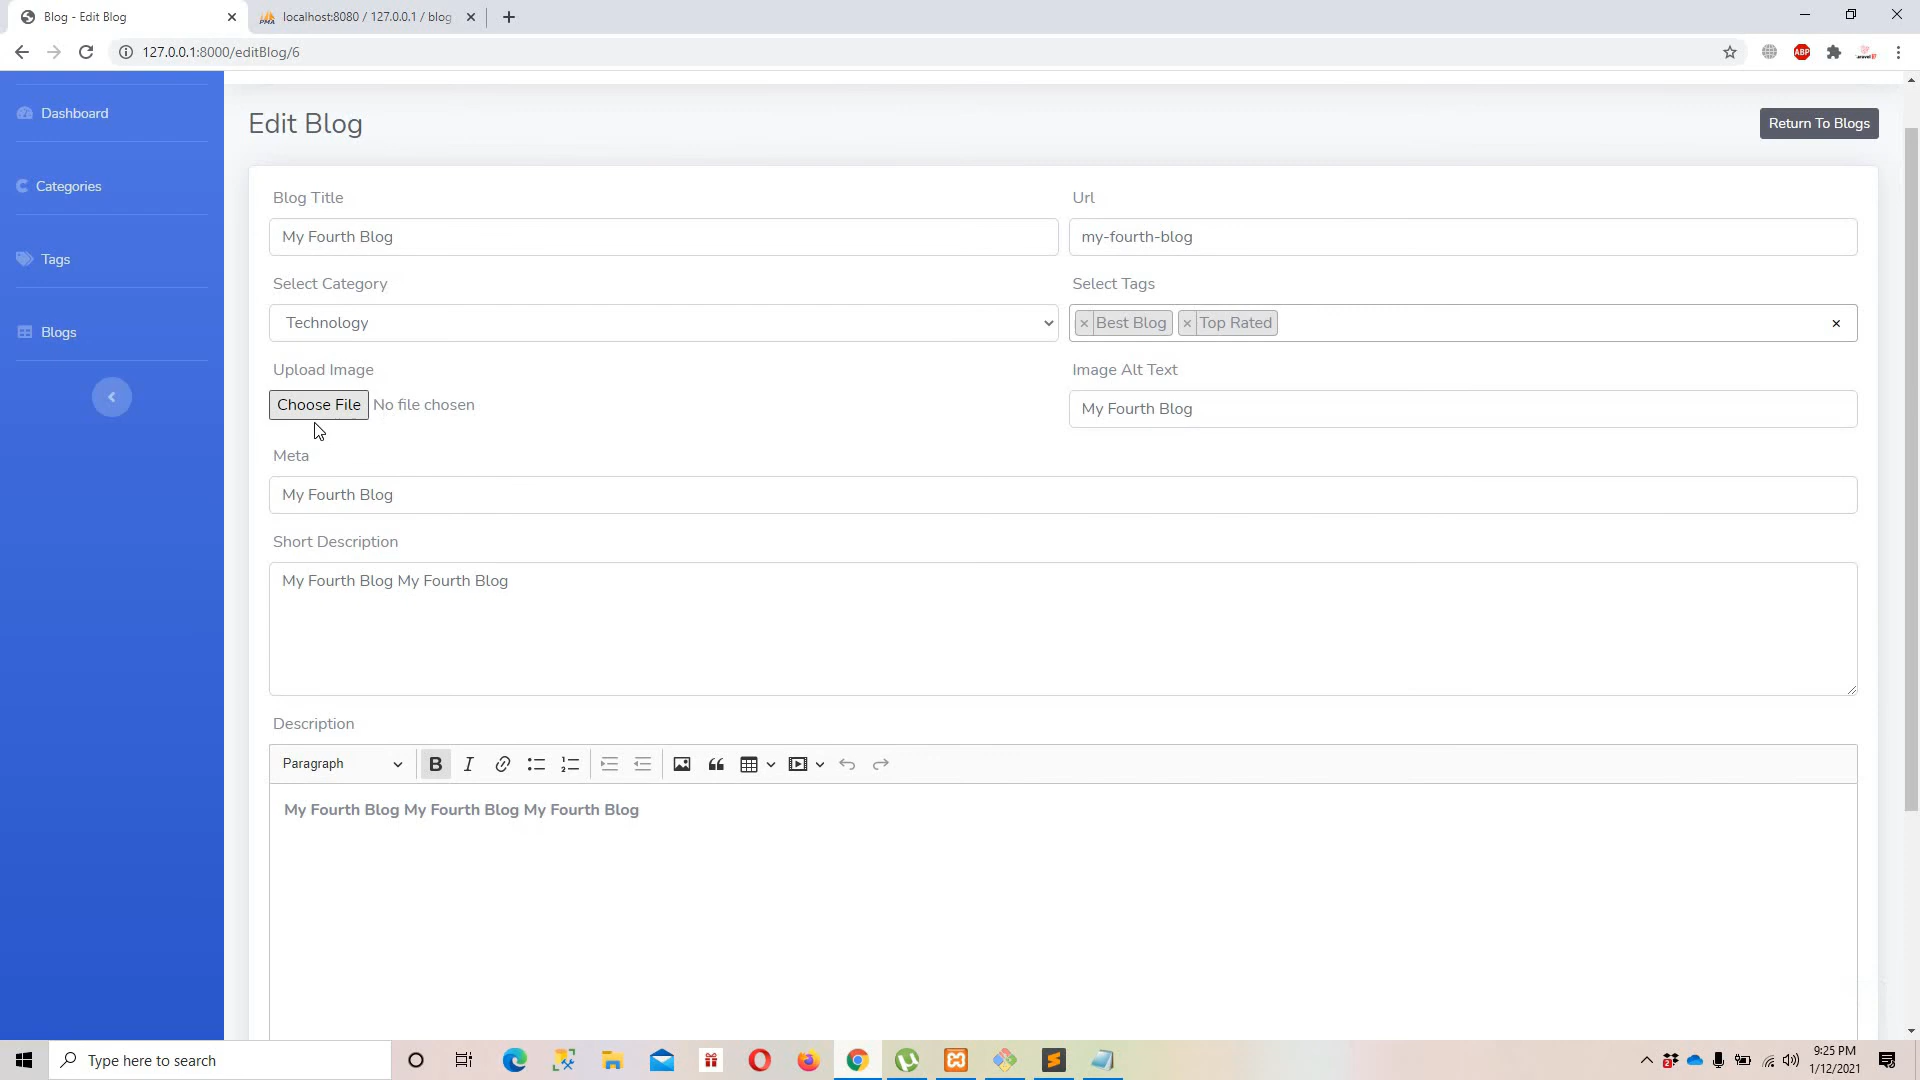 Blog - Edit Blog
localhost:8080 / 127.0.0.1 / blog
127.0.0.1:8000/editBlog/6
ABP
Dashboard
Categories
Tags
Blogs
Edit Blog
Return To Blogs
Blog Title
Url
My Fourth Blog
my-fourth-blog
Select Category
Select Tags
Technology
× Best Blog × Top Rated ×
Upload Image
Image Alt Text
Choose File No file chosen
My Fourth Blog
Meta
My Fourth Blog
Short Description
My Fourth Blog My Fourth Blog
Description
Paragraph
My Fourth Blog My Fourth Blog My Fourth Blog
Type here to search
9:25 PM
1/12/2021